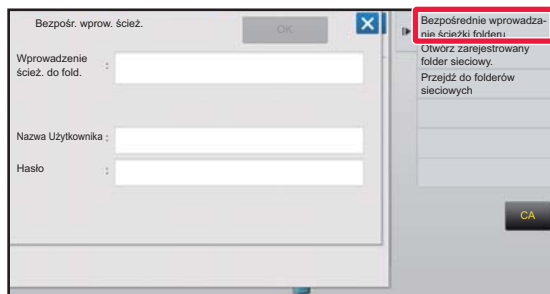 Bezpośr. wprow. ścież.
OK
Wprowadzenie
ścież. do fold.
:
Nazwa Użytkownika :
Hasło :
Bezpośrednie wprowadza-
nie ścieżki folderu
Otwórz zarejestrowany
folder sieciowy.
Przejdź do folderów
sieciowych
CA